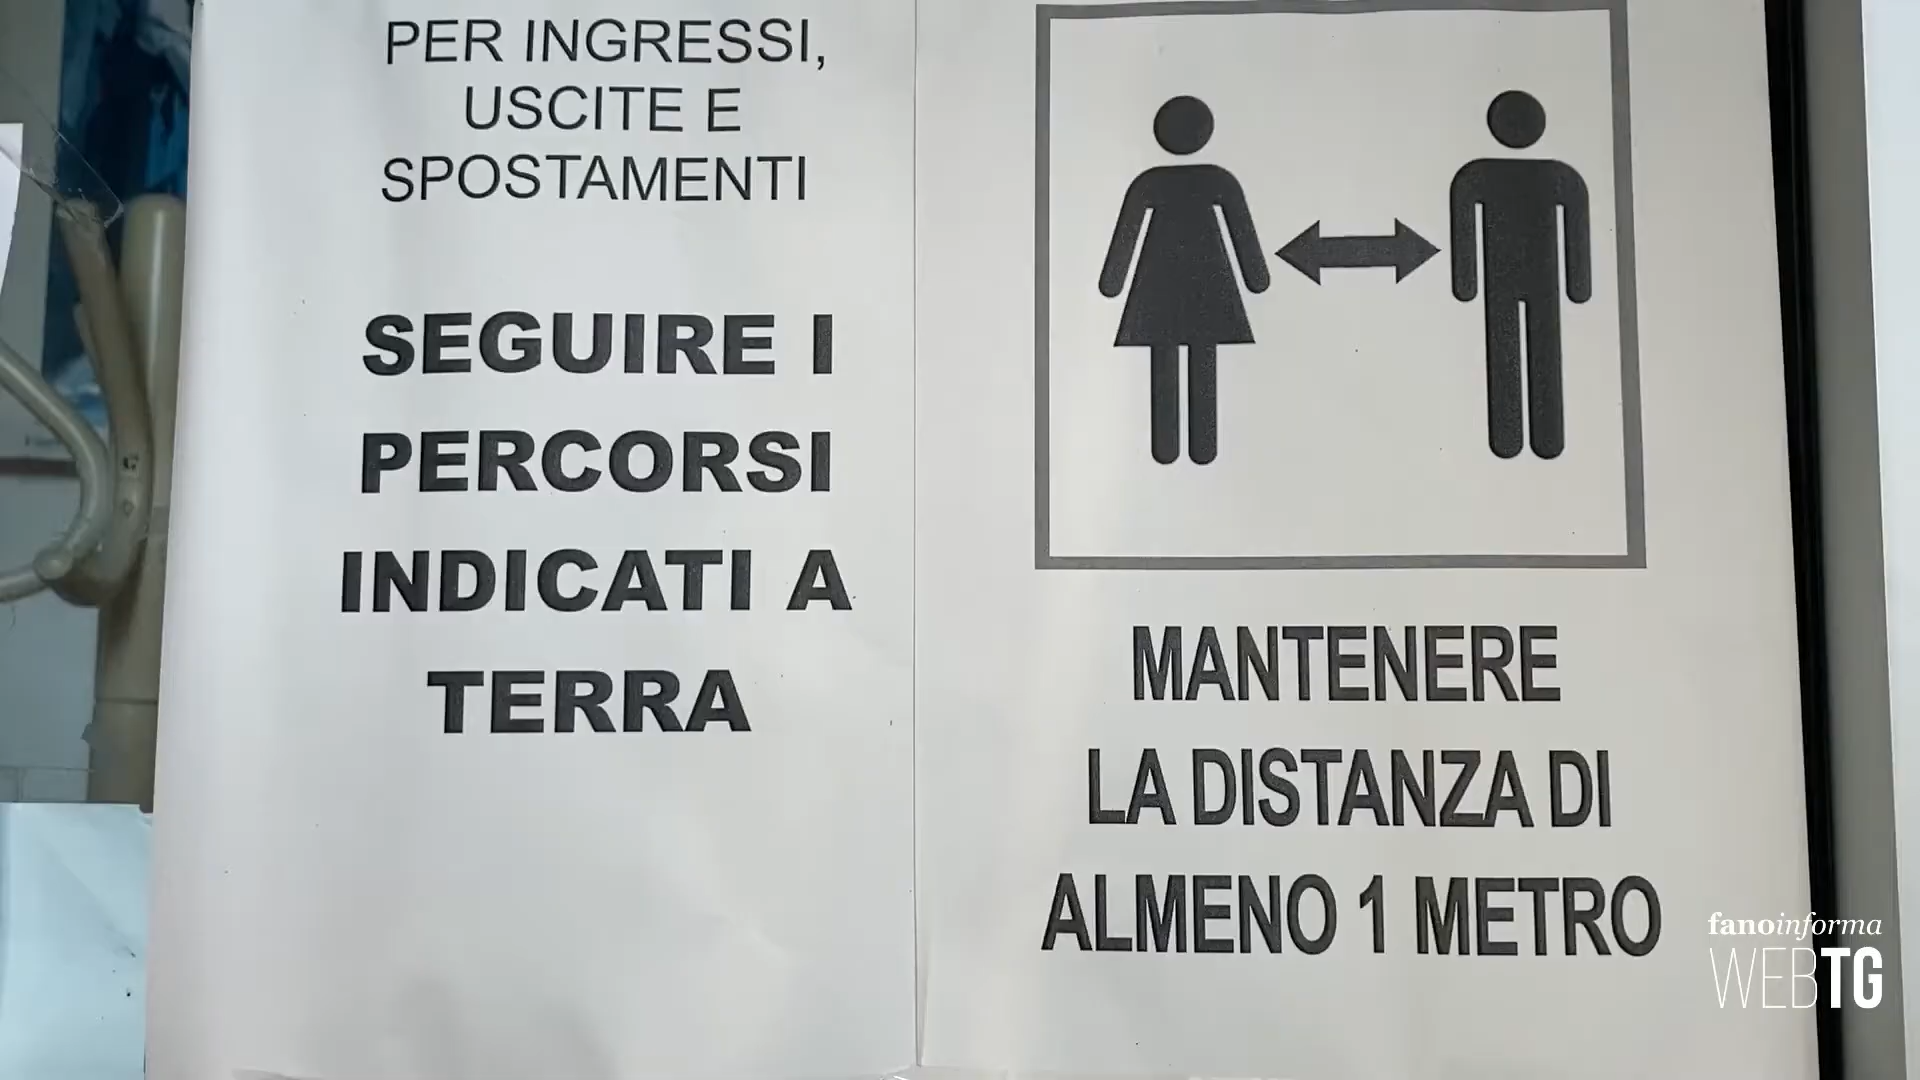 PER INGRESSI,
USCITE E
SPOSTAMENTI
SEGUIRE I
PERCORSI
INDICATI A
TERRA
MANTENERE
LA DISTANZA DI
ALMENO 1 METRO
fanoinforma
WEBTG